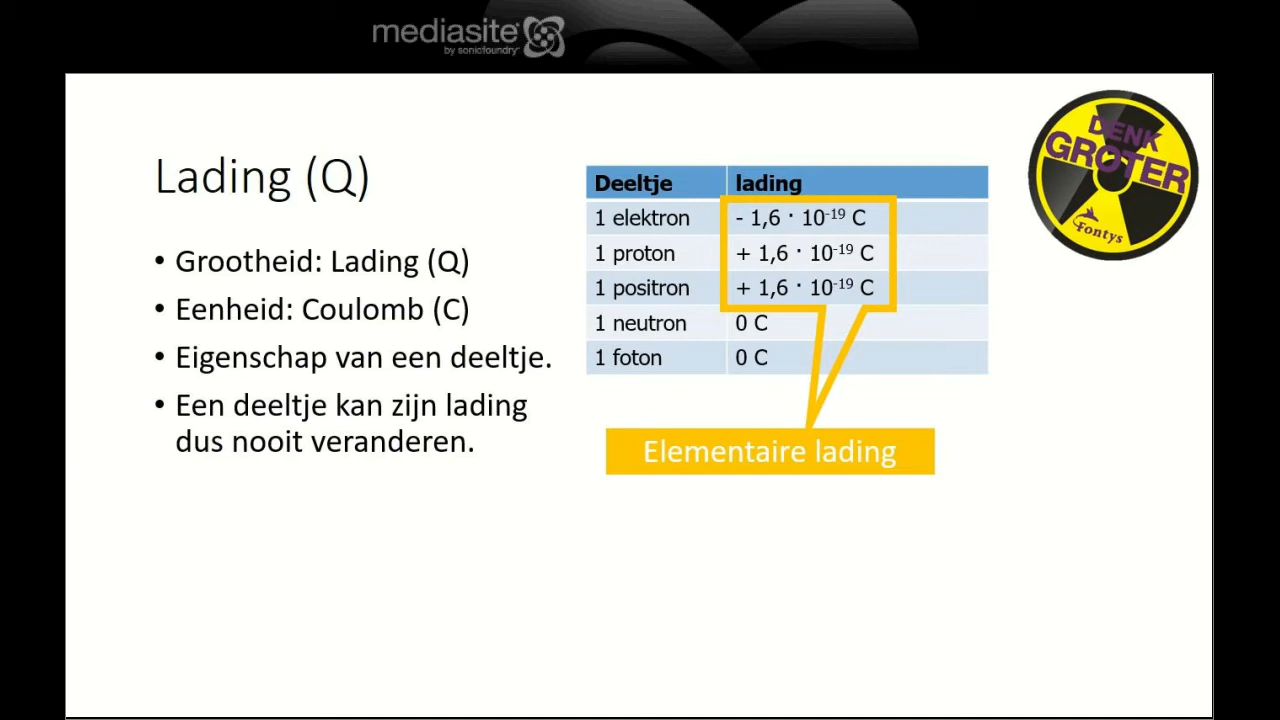 mediasite
by sonicfoundry
DENK
GROTER
Fontys
Lading (Q)
• Grootheid: Lading (Q)
• Eenheid: Coulomb (C)
• Eigenschap van een deeltje.
• Een deeltje kan zijn lading
dus nooit veranderen.
Deeltje lading
1 elektron - 1,6 · 10⁻¹⁹ C
1 proton + 1,6 · 10⁻¹⁹ C
1 positron + 1,6 · 10⁻¹⁹ C
1 neutron 0 C
1 foton 0 C
Elementaire lading